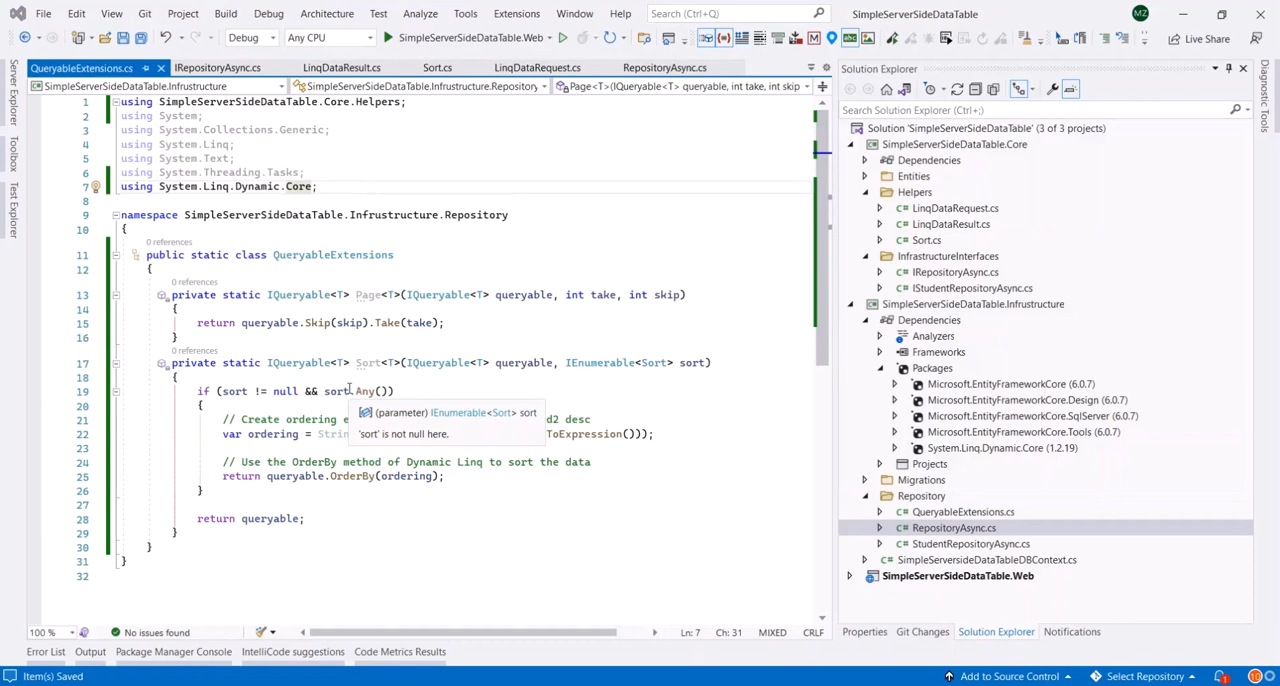 File Edit View Git Project Build Debug Architecture Test Analyze Tools Extensions Window Help Search (Ctrl+Q) SimpleServerSideDataTable MZ
Debug Any CPU SimpleServerSideDataTable.Web Live Share
QueryableExtensions.cs IRepositoryAsync.cs LinqDataResult.cs Sort.cs LinqDataRequest.cs RepositoryAsync.cs
SimpleServerSideDataTable.Infrastructure SimpleServerSideDataTable.Infrustructure.Repository Page<T>(IQueryable<T> queryable, int take, int skip
1 using SimpleServerSideDataTable.Core.Helpers;
2 using System;
3 using System.Collections.Generic;
4 using System.Linq;
5 using System.Text;
6 using System.Threading.Tasks;
7 using System.Linq.Dynamic.Core;
8
9 namespace SimpleServerSideDataTable.Infrustructure.Repository
10 {
0 references
11 public static class QueryableExtensions
12 {
0 references
13 private static IQueryable<T> Page<T>(IQueryable<T> queryable, int take, int skip)
14 {
15 return queryable.Skip(skip).Take(take);
16 }
0 references
17 private static IQueryable<T> Sort<T>(IQueryable<T> queryable, IEnumerable<Sort> sort)
18 {
19 if (sort != null && sort.Any())
20 {
(parameter) IEnumerable<Sort> sort
'sort' is not null here.
21 // Create ordering d2 desc
22 var ordering = Stri ToExpression()));
23
24 // Use the OrderBy method of Dynamic Linq to sort the data
25 return queryable.OrderBy(ordering);
26 }
27
28 return queryable;
29 }
30 }
31 }
32
100 % No issues found Ln: 7 Ch: 31 MIXED CRLF
Error List Output Package Manager Console IntelliCode suggestions Code Metrics Results
Item(s) Saved Add to Source Control Select Repository 1 10
Server Explorer
Toolbox
Test Explorer
Solution Explorer
Search Solution Explorer (Ctrl+;)
Solution 'SimpleServerSideDataTable' (3 of 3 projects)
SimpleServerSideDataTable.Core
Dependencies
Entities
Helpers
C# LinqDataRequest.cs
C# LinqDataResult.cs
C# Sort.cs
InfrastructureInterfaces
C# IRepositoryAsync.cs
C# IStudentRepositoryAsync.cs
SimpleServerSideDataTable.Infrustructure
Dependencies
Analyzers
Frameworks
Packages
Microsoft.EntityFrameworkCore (6.0.7)
Microsoft.EntityFrameworkCore.Design (6.0.7)
Microsoft.EntityFrameworkCore.SqlServer (6.0.7)
Microsoft.EntityFrameworkCore.Tools (6.0.7)
System.Linq.Dynamic.Core (1.2.19)
Projects
Migrations
Repository
C# QueryableExtensions.cs
C# RepositoryAsync.cs
C# StudentRepositoryAsync.cs
C# SimpleServersideDataTableDBContext.cs
SimpleServerSideDataTable.Web
Properties Git Changes Solution Explorer Notifications
Diagnostic Tools